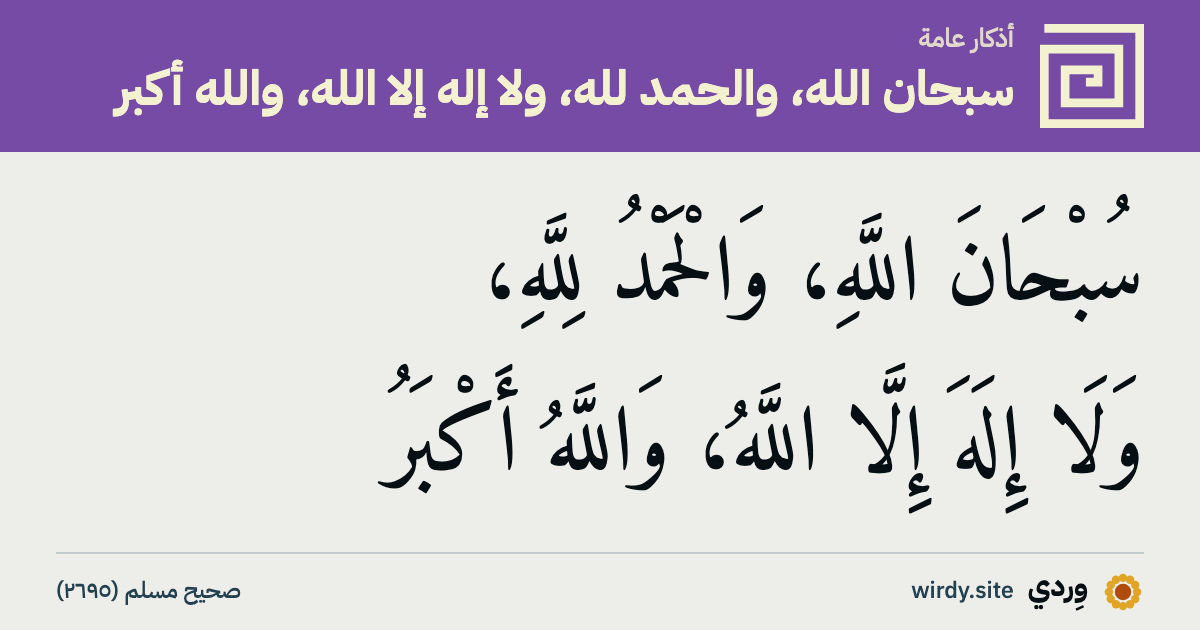 أذكار عامة
سبحان الله، والحمد لله، ولا إله إلا الله، والله أكبر
سُبْحَانَ اللَّهِ، وَالْحَمْدُ لِلَّهِ،
وَلَا إِلَهَ إِلَّا اللَّهُ، وَاللَّهُ أَكْبَرُ
وِردي wirdy.site
صحيح مسلم (٢٦٩٥)